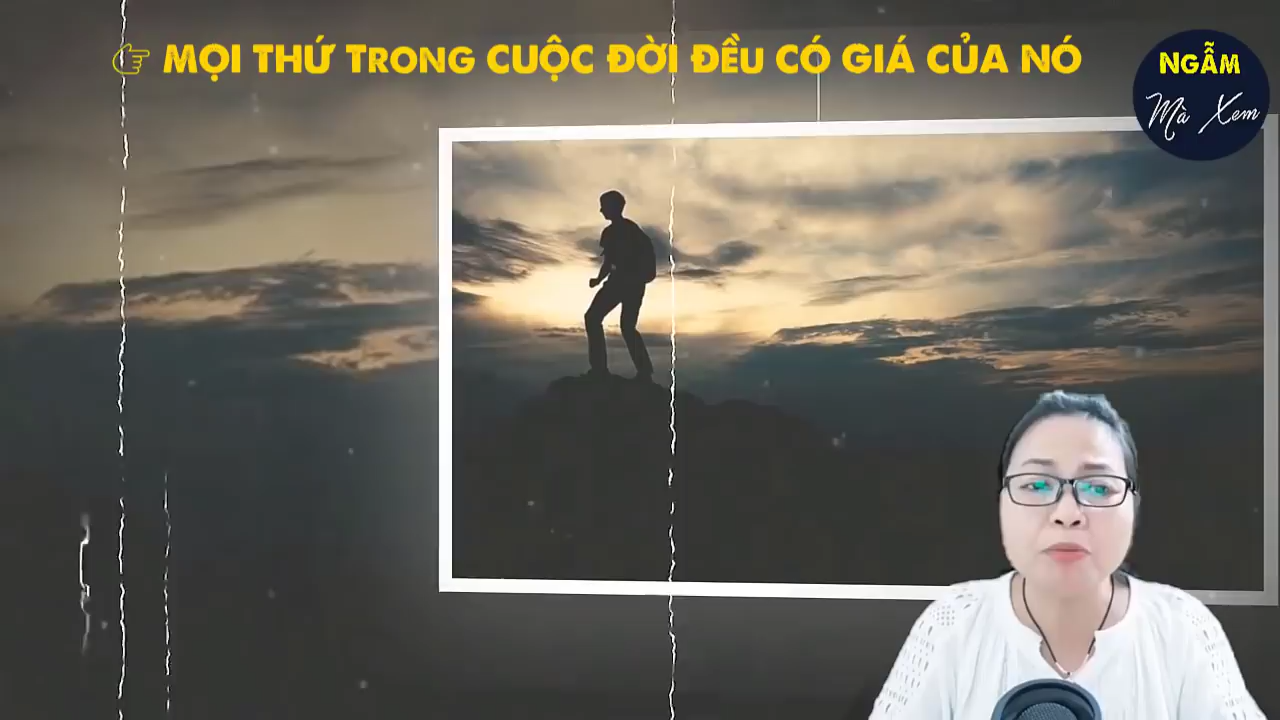 👉 MỌI THỨ TRONG CUỘC ĐỜI ĐỀU CÓ GIÁ CỦA NÓ
NGẪM
Mà Xem